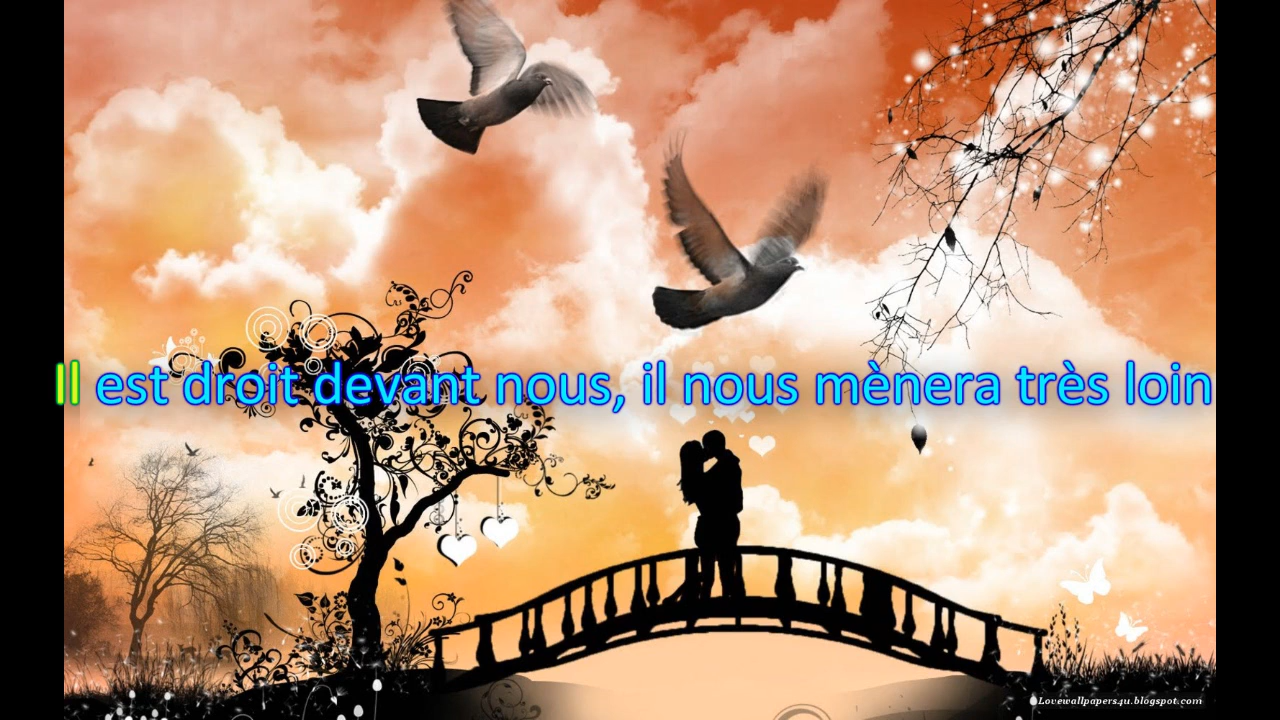 Il est droit devant nous, il nous mènera très loin
Lovewallpapers4u.blogspot.com